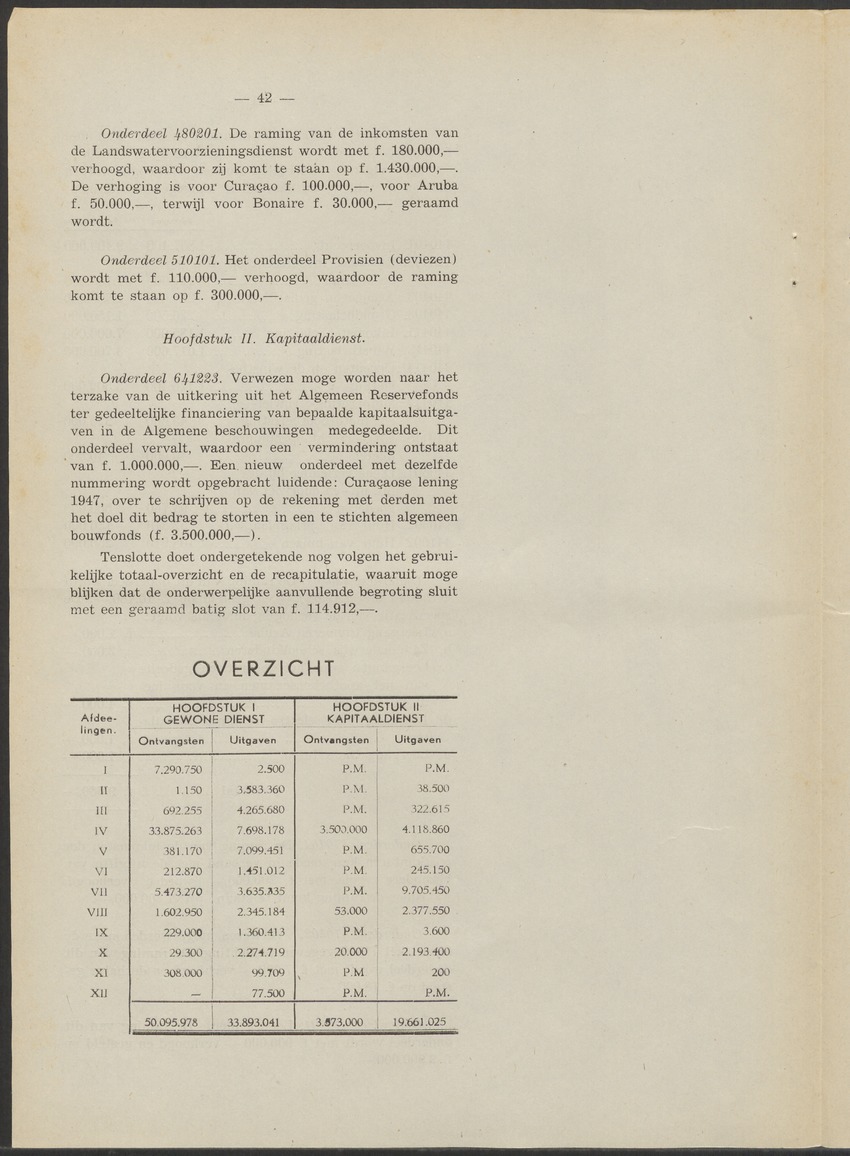 — 42 —
Onderdeel 480201. De raming van de inkomsten van
de Landswatervoorzieningsdienst wordt met f. 180.000,—
verhoogd, waardoor zij komt te staan op f. 1.430.000,—.
De verhoging is voor Curaçao f. 100.000,—, voor Aruba
f. 50.000,—, terwijl voor Bonaire f. 30.000,— geraamd
wordt.
Onderdeel 510101. Het onderdeel Provisien (deviezen)
wordt met f. 110.000,— verhoogd, waardoor de raming
komt te staan op f. 300.000,—.
Hoofdstuk II. Kapitaaldienst.
Onderdeel 641223. Verwezen moge worden naar het
terzake van de uitkering uit het Algemeen Reservefonds
ter gedeeltelijke financiering van bepaalde kapitaalsuitga-
ven in de Algemene beschouwingen medegedeelde. Dit
onderdeel vervalt, waardoor een vermindering ontstaat
van f. 1.000.000,—. Een nieuw onderdeel met dezelfde
nummering wordt opgebracht luidende: Curaçaose lening
1947, over te schrijven op de rekening met derden met
het doel dit bedrag te storten in een te stichten algemeen
bouwfonds (f. 3.500.000,—).
Tenslotte doet ondergetekende nog volgen het gebrui-
kelijke totaal-overzicht en de recapitulatie, waaruit moge
blijken dat de onderwerpelijke aanvullende begroting sluit
met een geraamd batig slot van f. 114.912,—.
OVERZICHT
Afdee-
lingen.
HOOFDSTUK I
GEWONE DIENST
HOOFDSTUK II
KAPITAALDIENST
Ontvangsten Uitgaven Ontvangsten Uitgaven
I 7.290.750 2.500 P.M. P.M.
II 1.150 3.583.360 P.M. 38.500
III 692.255 4.265.680 P.M. 322.615
IV 33.875.263 7.698.178 3.500.000 4.118.860
V 381.170 7.099.451 P.M. 655.700
VI 212.870 1.451.012 P.M. 245.150
VII 5.473.270 3.635.335 P.M. 9.705.450
VIII 1.602.950 2.345.184 53.000 2.377.550
IX 229.000 1.360.413 P.M. 3.600
X 29.300 2.274.719 20.000 2.193.400
XI 308.000 99.709 P.M 200
XII — 77.500 P.M. P.M.
50.095.978 33.893.041 3.573.000 19.661.025